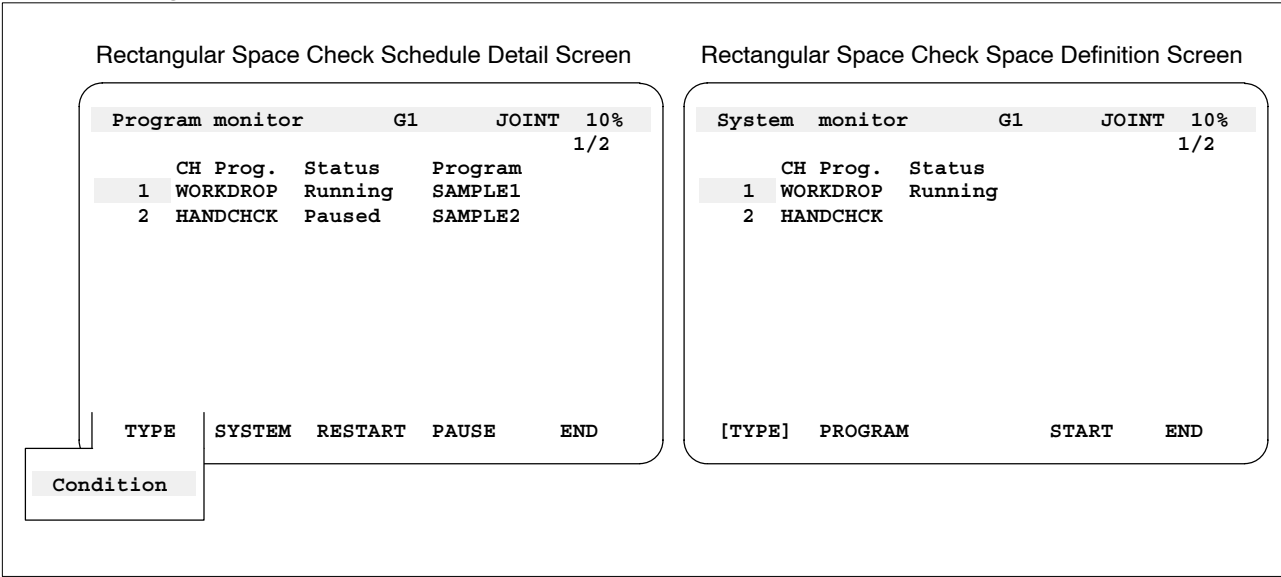 Rectangular Space Check Schedule Detail Screen
Program monitor G1 JOINT 10%
1/2
CH Prog. Status Program
1 WORKDROP Running SAMPLE1
2 HANDCHCK Paused SAMPLE2
TYPE SYSTEM RESTART PAUSE END
Condition
Rectangular Space Check Space Definition Screen
System monitor G1 JOINT 10%
1/2
CH Prog. Status
1 WORKDROP Running
2 HANDCHCK
[TYPE] PROGRAM START END